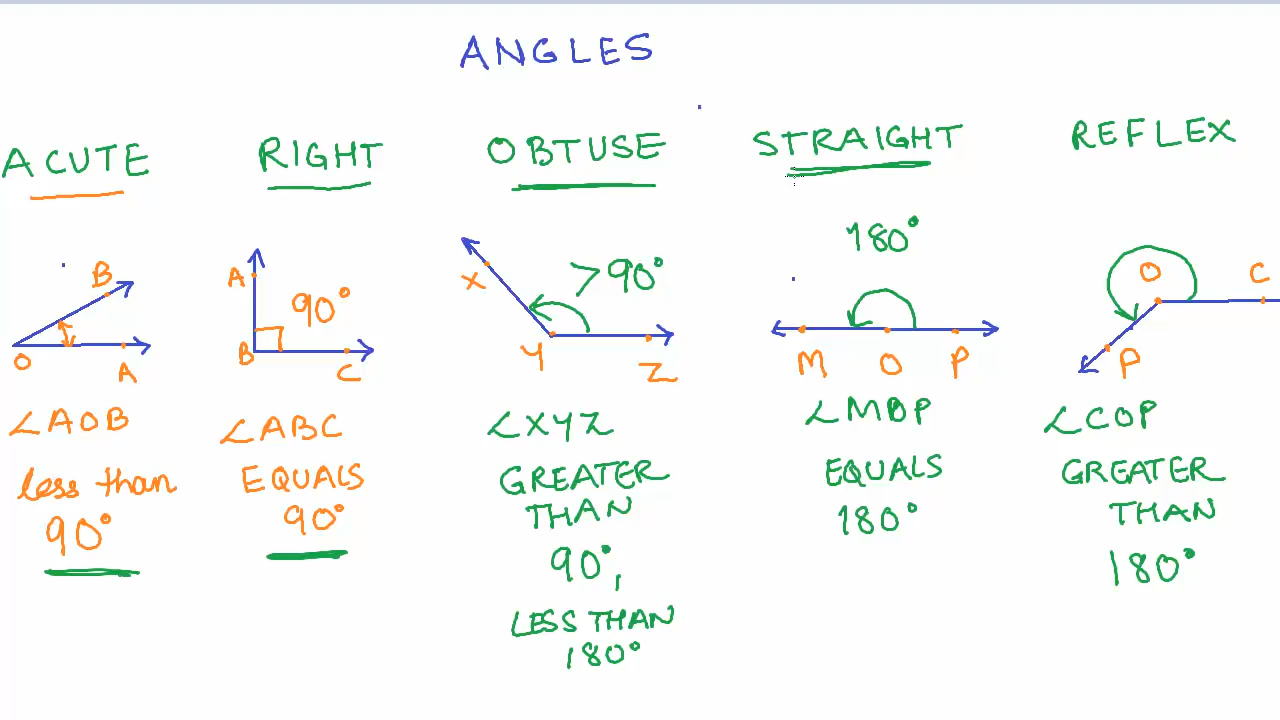 ANGLES
ACUTE
RIGHT
OBTUSE
STRAIGHT
REFLEX
B
O
A
∠AOB
less than
90°
A
90°
B
C
∠ABC
EQUALS
90°
X
>90°
Y
Z
∠XYZ
GREATER
THAN
90°,
LESS THAN
180°
180°
M O P
∠MOP
EQUALS
180°
O
C
P
∠COP
GREATER
THAN
180°